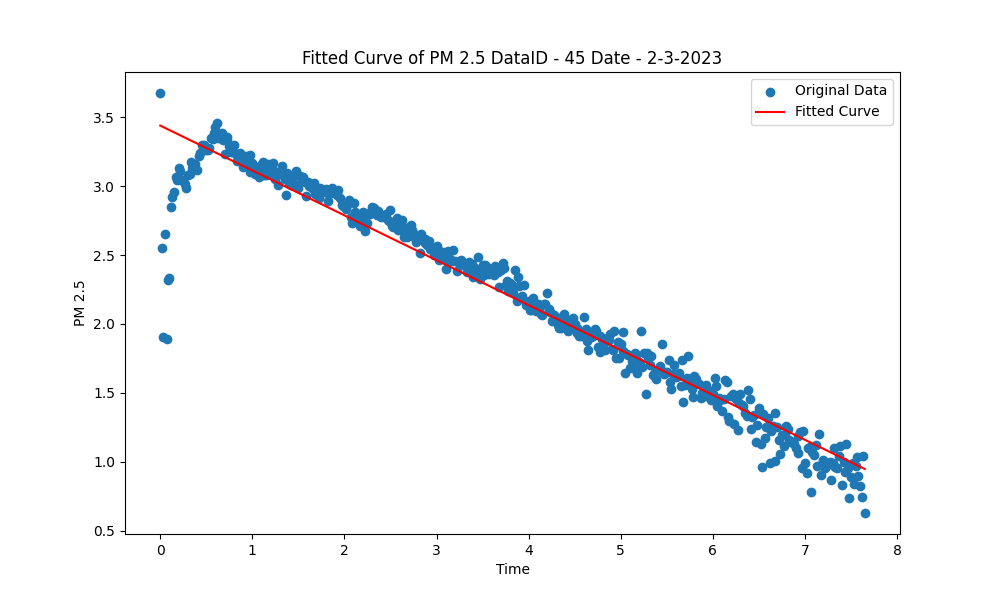 Fitted Curve of PM 2.5 DataID - 45 Date - 2-3-2023
Original Data
Fitted Curve
3.5
3.0
2.5
2.0
1.5
1.0
0.5
PM 2.5
0 1 2 3 4 5 6 7 8
Time